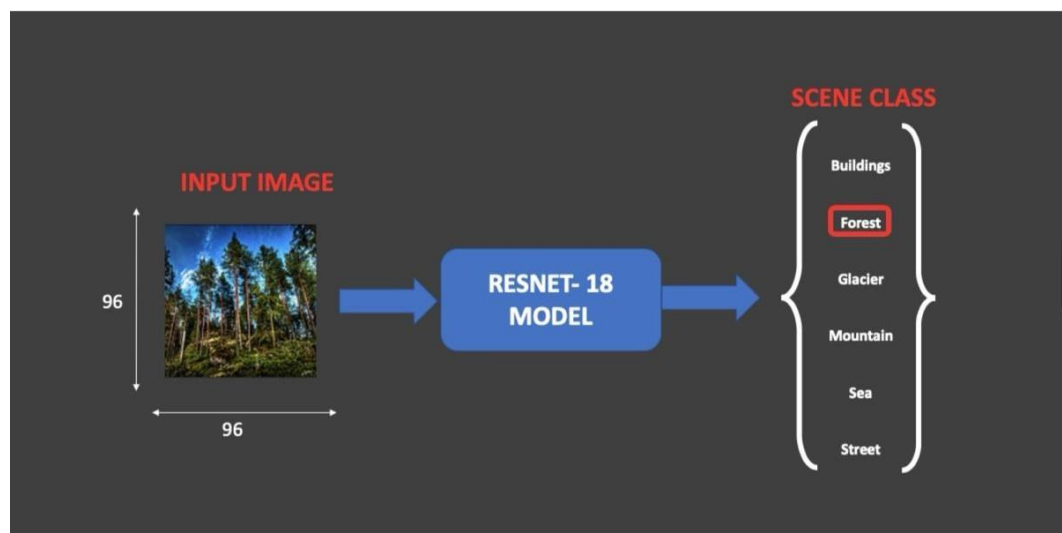 SCENE CLASS
INPUT IMAGE
96
96
RESNET- 18
MODEL
Buildings
Forest
Glacier
Mountain
Sea
Street